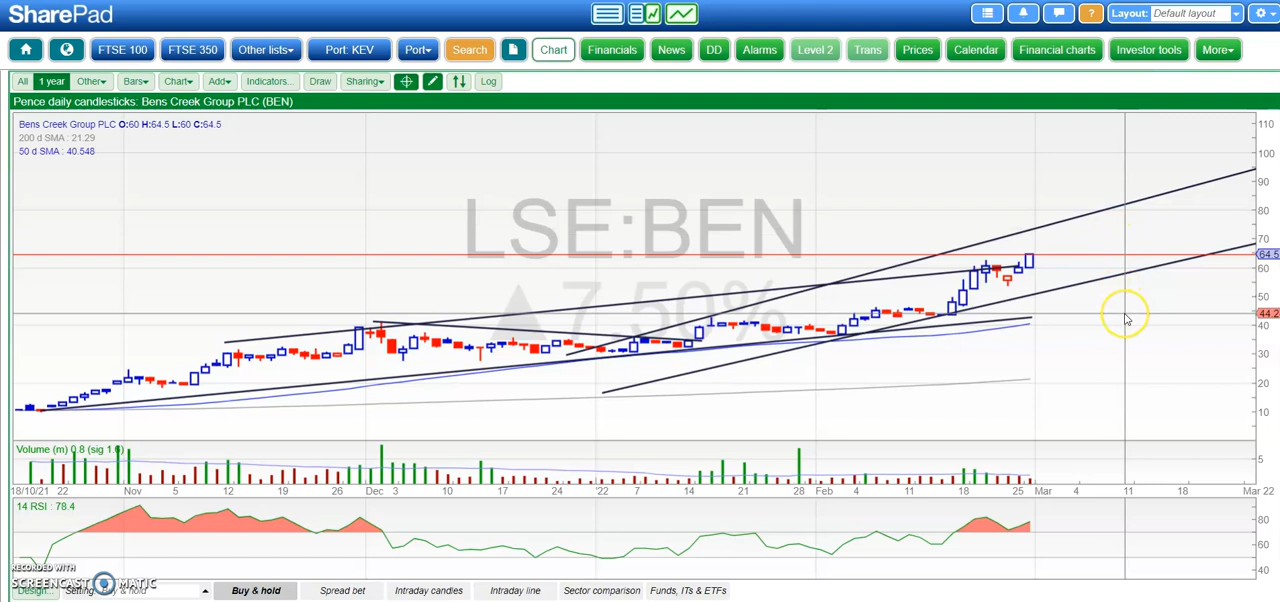 SharePad
Layout: Default layout
FTSE 100 FTSE 350 Other lists▾ Port: KEV Port▾ Search Chart Financials News DD Alarms Level 2 Trans Prices Calendar Financial charts Investor tools More▾
All 1 year Other▾ Bars▾ Chart▾ Add▾ Indicators... Draw Sharing▾ Log
Pence daily candlesticks: Bens Creek Group PLC (BEN)
Bens Creek Group PLC O:60 H:64.5 L:60 C:64.5
200 d SMA : 21.29
50 d SMA : 40.548
LSE:BEN
▲7.50%
110
100
90
80
70
64.5
60
50
44.2
40
30
20
10
Volume (m) 0.8 (sig 1.6)
5
18/10/21 22 Nov 5 12 19 26 Dec 3 10 17 24 '22 7 14 21 28 Feb 4 11 18 25 Mar 4 11 18 Mar 22
14 RSI : 78.4
80
60
40
RECORDED WITH
SCREENCAST MATIC
Design... Setting: Buy & hold Buy & hold Spread bet Intraday candles Intraday line Sector comparison Funds, ITs & ETFs